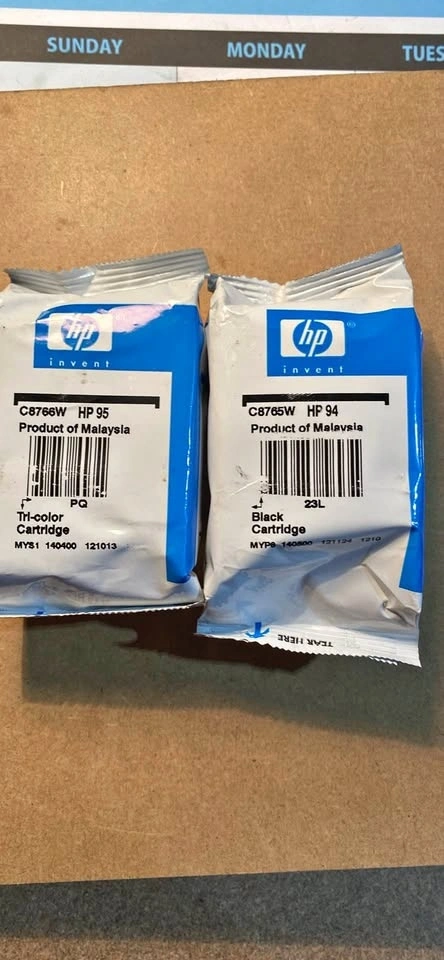 SUNDAY MONDAY TUES
hp
invent
C8766W HP 95
Product of Malaysia
PQ
Tri-color
Cartridge
MYS1 140400 121013
hp
invent
C8765W HP 94
Product of Malaysia
23L
Black
Cartridge
TEAR HERE